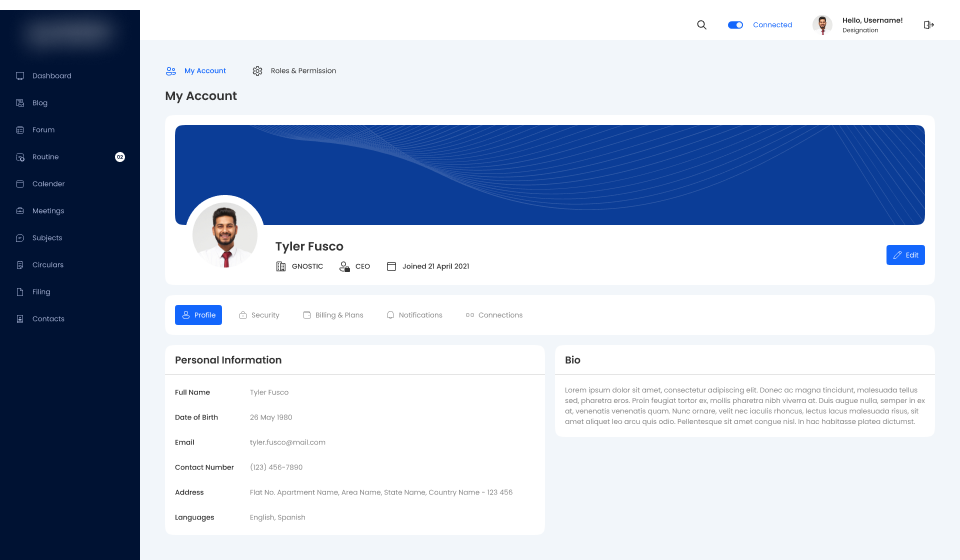 Connected
Hello, Username!
Designation
Dashboard
Blog
Forum
Routine 02
Calender
Meetings
Subjects
Circulars
Filing
Contacts
My Account
Roles & Permission
My Account
Tyler Fusco
GNOSTIC
CEO
Joined 21 April 2021
Edit
Profile
Security
Billing & Plans
Notifications
Connections
Personal Information
Full Name Tyler Fusco
Date of Birth 26 May 1980
Email tyler.fusco@mail.com
Contact Number (123) 456-7890
Address Flat No. Apartment Name, Area Name, State Name, Country Name - 123 456
Languages English, Spanish
Bio
Lorem ipsum dolor sit amet, consectetur adipiscing elit. Donec ac magna tincidunt, malesuada tellus
sed, pharetra eros. Proin feugiat tortor ex, mollis pharetra nibh viverra at. Duis augue nulla, semper in ex
at, venenatis venenatis quam. Nunc ornare, velit nec iaculis rhoncus, lectus lacus malesuada risus, sit
amet aliquet leo arcu quis odio. Pellentesque sit amet congue nisl. In hac habitasse platea dictumst.